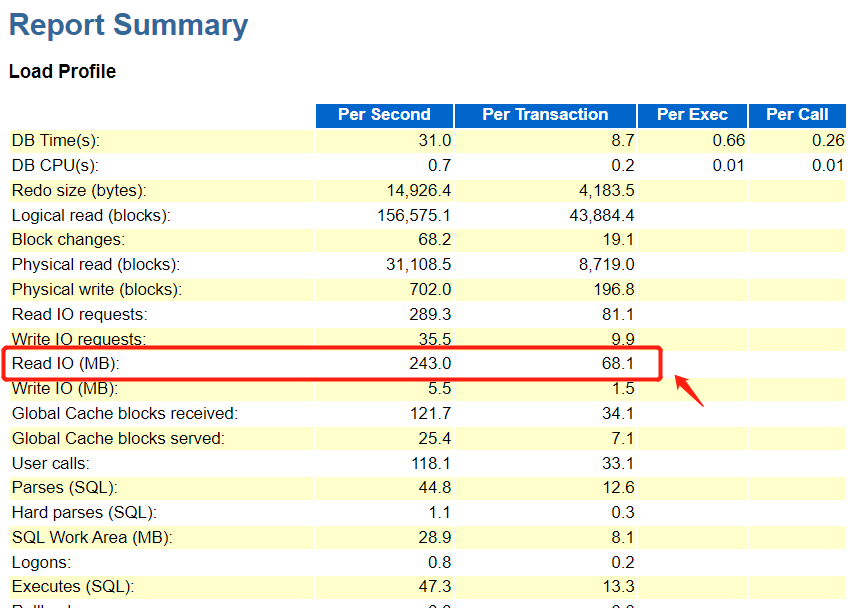 Report Summary
Load Profile
Per Second Per Transaction Per Exec Per Call
DB Time(s): 31.0 8.7 0.66 0.26
DB CPU(s): 0.7 0.2 0.01 0.01
Redo size (bytes): 14,926.4 4,183.5
Logical read (blocks): 156,575.1 43,884.4
Block changes: 68.2 19.1
Physical read (blocks): 31,108.5 8,719.0
Physical write (blocks): 702.0 196.8
Read IO requests: 289.3 81.1
Write IO requests: 35.5 9.9
Read IO (MB): 243.0 68.1
Write IO (MB): 5.5 1.5
Global Cache blocks received: 121.7 34.1
Global Cache blocks served: 25.4 7.1
User calls: 118.1 33.1
Parses (SQL): 44.8 12.6
Hard parses (SQL): 1.1 0.3
SQL Work Area (MB): 28.9 8.1
Logons: 0.8 0.2
Executes (SQL): 47.3 13.3